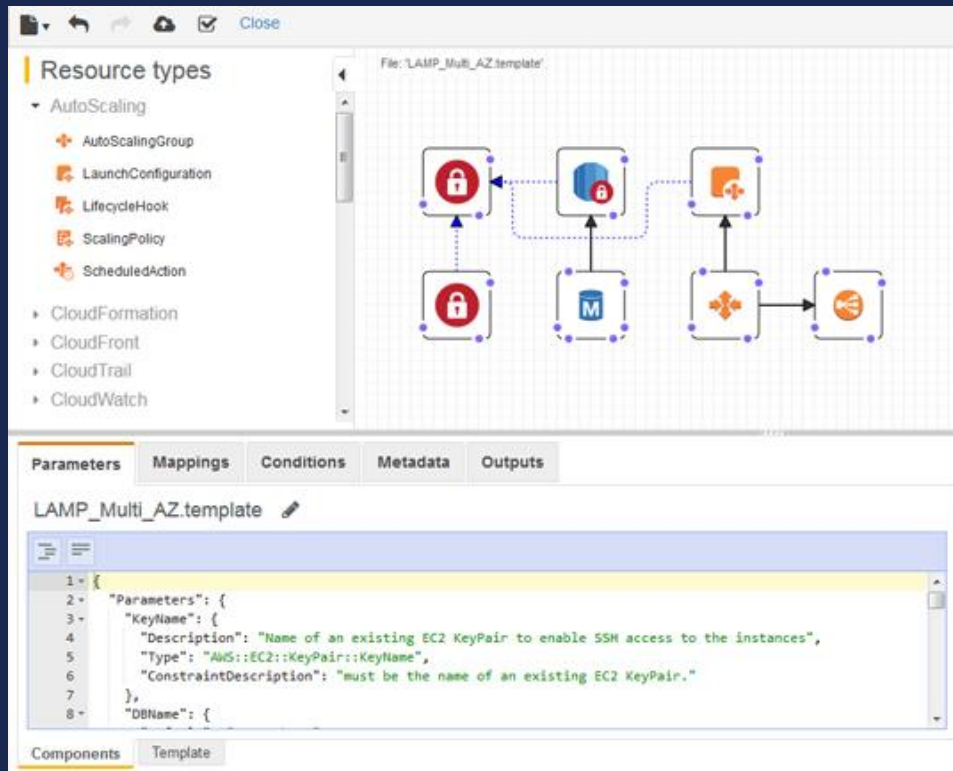 Close
Resource types
AutoScaling
AutoScalingGroup
LaunchConfiguration
LifecycleHook
ScalingPolicy
ScheduledAction
CloudFormation
CloudFront
CloudTrail
CloudWatch
File: 'LAMP_Multi_AZ.template'
M
Parameters Mappings Conditions Metadata Outputs
LAMP_Multi_AZ.template
1 {
2 "Parameters": {
3 "KeyName": {
4 "Description": "Name of an existing EC2 KeyPair to enable SSH access to the instances",
5 "Type": "AWS::EC2::KeyPair::KeyName",
6 "ConstraintDescription": "must be the name of an existing EC2 KeyPair."
7 },
8 "DBName": {
Components Template